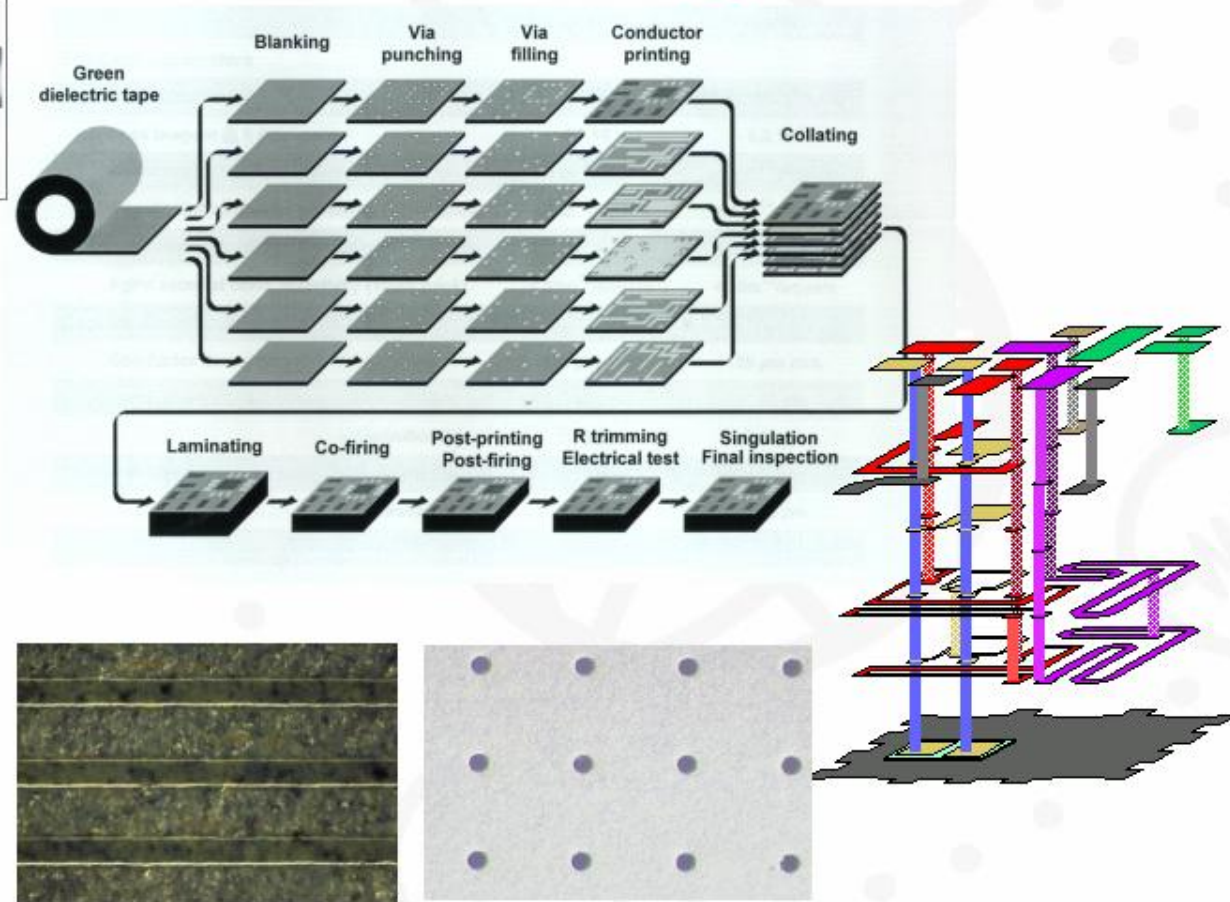 Green
dielectric tape
Blanking
Via
punching
Via
filling
Conductor
printing
Collating
Laminating
Co-firing
Post-printing
Post-firing
R trimming
Electrical test
Singulation
Final inspection